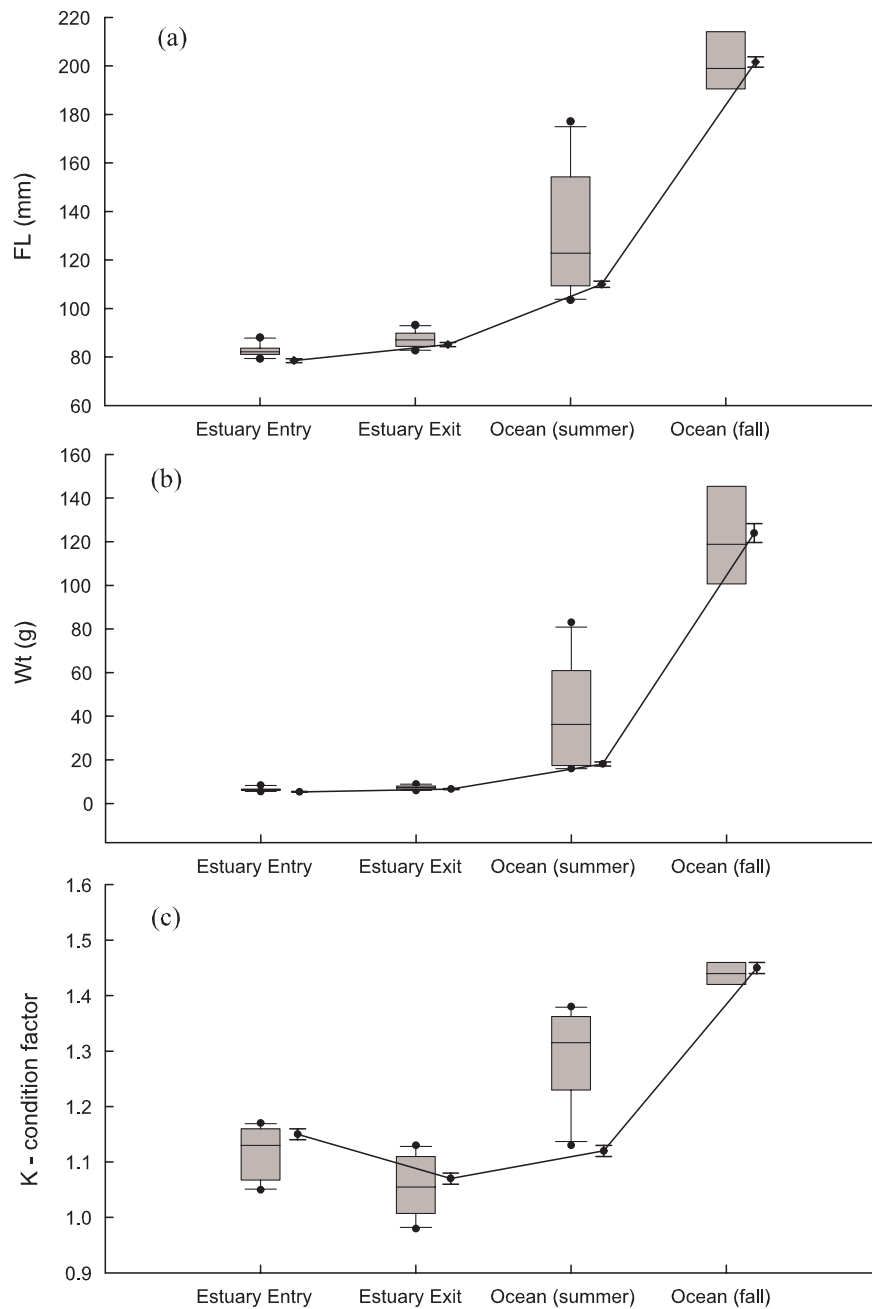 (a)
220
200
180
160
140
120
100
80
60
FL (mm)
Estuary Entry Estuary Exit Ocean (summer) Ocean (fall)
(b)
160
140
120
100
80
60
40
20
0
Wt (g)
Estuary Entry Estuary Exit Ocean (summer) Ocean (fall)
(c)
1.6
1.5
1.4
1.3
1.2
1.1
1.0
0.9
K - condition factor
Estuary Entry Estuary Exit Ocean (summer) Ocean (fall)